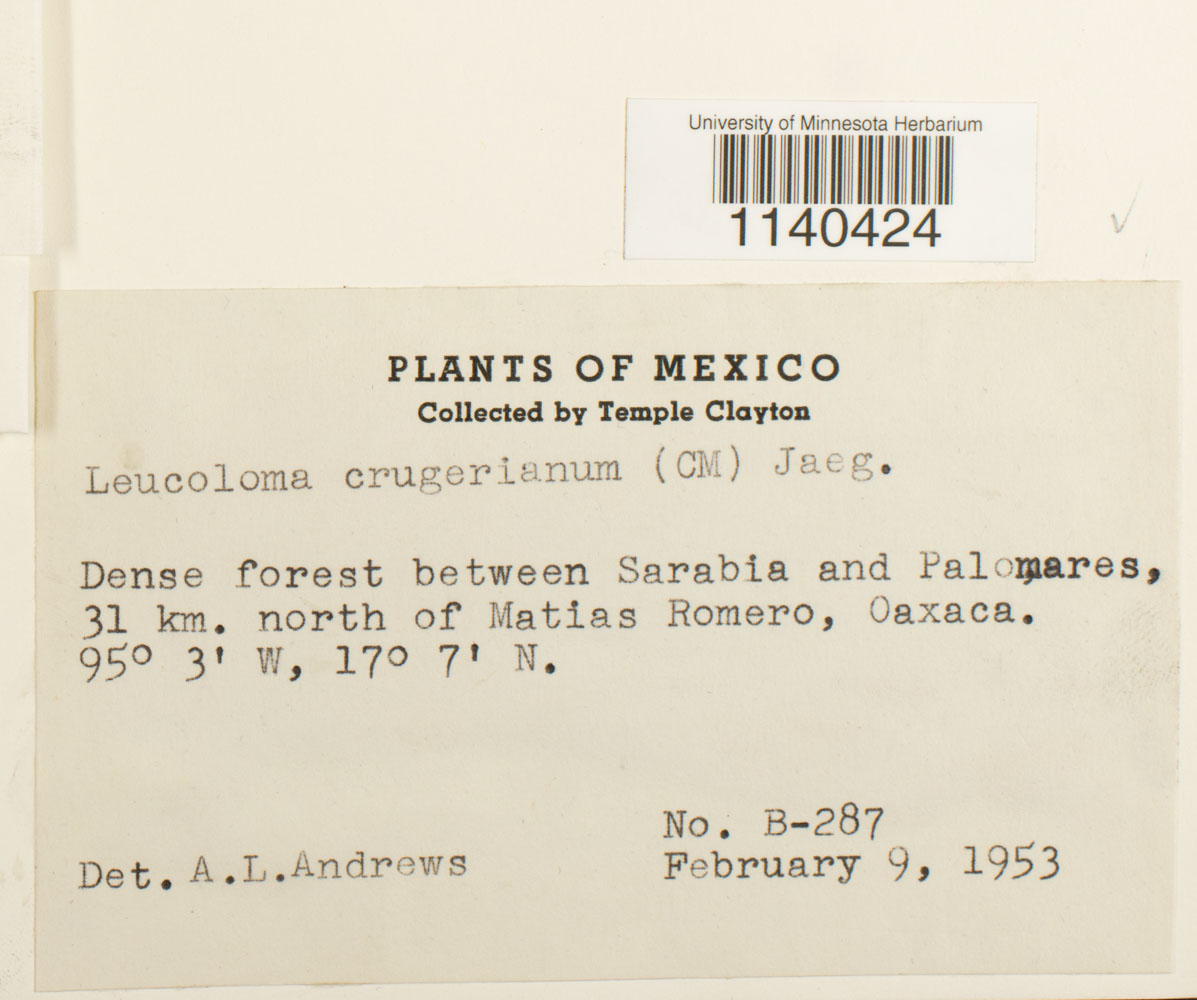 University of Minnesota Herbarium
1140424
PLANTS OF MEXICO
Collected by Temple Clayton
Leucoloma crugerianum (CM) Jaeg.
Dense forest between Sarabia and Palomares,
31 km. north of Matias Romero, Oaxaca.
95° 3' W, 17° 7' N.
No. B-287
Det. A.L.Andrews
February 9, 1953